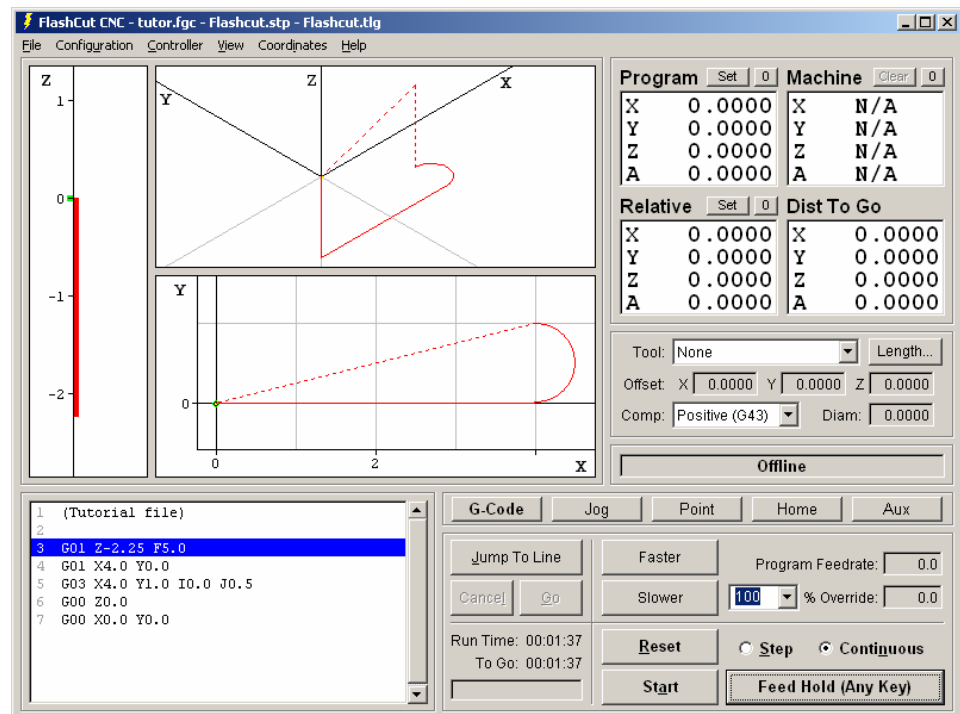 FlashCut CNC - tutor.fgc - Flashcut.stp - Flashcut.tlg
File Configuration Controller View Coordinates Help
Z
1
0
-1
-2
Y Z X
Y
0
0 2 X
Program Set 0 Machine Clear 0
X 0.0000 X N/A
Y 0.0000 Y N/A
Z 0.0000 Z N/A
A 0.0000 A N/A
Relative Set 0 Dist To Go
X 0.0000 X 0.0000
Y 0.0000 Y 0.0000
Z 0.0000 Z 0.0000
A 0.0000 A 0.0000
Tool: None Length...
Offset: X 0.0000 Y 0.0000 Z 0.0000
Comp: Positive (G43) Diam: 0.0000
Offline
1 (Tutorial file)
2
3 G01 Z-2.25 F5.0
4 G01 X4.0 Y0.0
5 G03 X4.0 Y1.0 I0.0 J0.5
6 G00 Z0.0
7 G00 X0.0 Y0.0
G-Code Jog Point Home Aux
Jump To Line Faster Program Feedrate: 0.0
Cancel Go Slower 100 % Override: 0.0
Run Time: 00:01:37
To Go: 00:01:37
Reset Step Continuous
Start Feed Hold (Any Key)